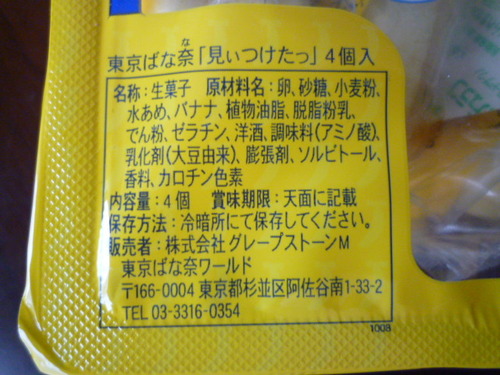 な
東京ばな奈「見ぃつけたっ」4個入
名称:生菓子　原材料名:卵、砂糖、小麦粉、
水あめ、バナナ、植物油脂、脱脂粉乳、
でん粉、ゼラチン、洋酒、調味料(アミノ酸)、
乳化剤(大豆由来)、膨張剤、ソルビトール、
香料、カロチン色素
内容量:4個　賞味期限:天面に記載
保存方法:冷暗所にて保存してください。
販売者:株式会社 グレープストーンM
東京ばな奈ワールド
〒166-0004 東京都杉並区阿佐谷南1-33-2
TEL 03-3316-0354
1008